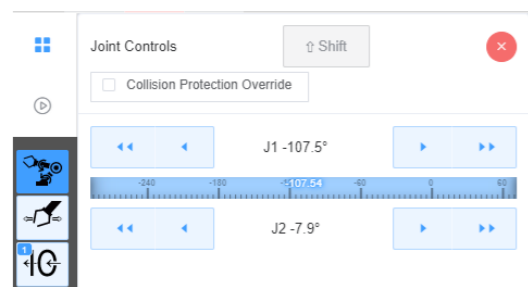 Joint Controls
⇧ Shift
Collision Protection Override
J1 -107.5°
-240 -180 -107.54 -60 0 60
J2 -7.9°
1